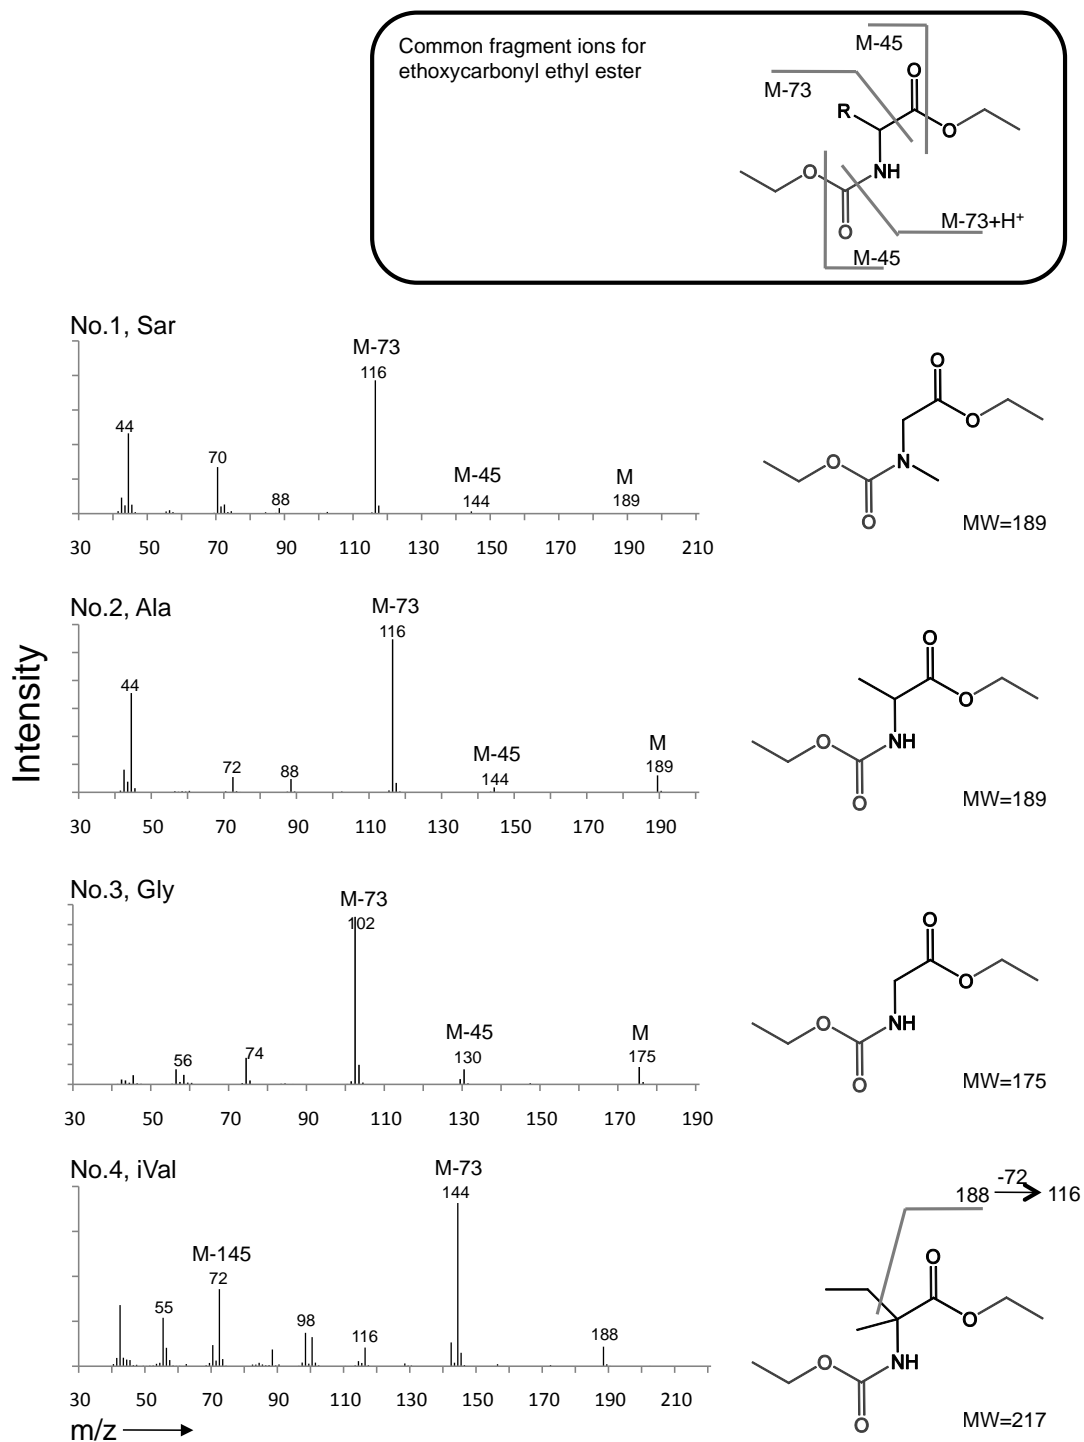 Common fragment ions for
ethoxycarbonyl ethyl ester
M-45
M-73
O
R
O
NH
O
O
M-73+H⁺
M-45
No.1, Sar
M-73
116
44
70
88
M-45
144
M
189
30 50 70 90 110 130 150 170 190 210
O
O
N
O
O
MW=189
No.2, Ala
M-73
116
44
72
88
M-45
144
M
189
30 50 70 90 110 130 150 170 190
O
O
NH
O
O
MW=189
Intensity
No.3, Gly
M-73
102
56
74
M-45
130
M
175
30 50 70 90 110 130 150 170 190
O
O
NH
O
O
MW=175
No.4, iVal
M-73
144
M-145
72
55
98
116
188
30 50 70 90 110 130 150 170 190 210
m/z
-72
188 116
O
O
NH
O
O
MW=217